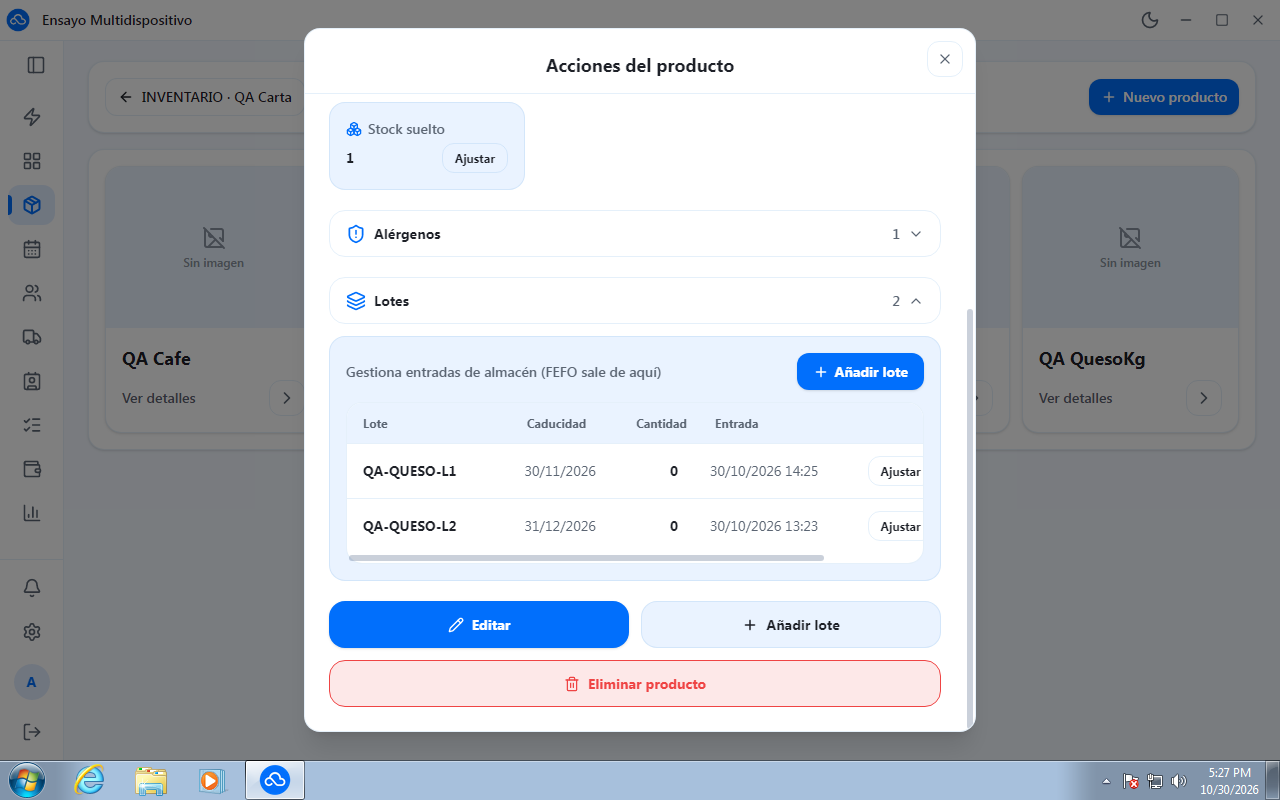 Ensayo Multidispositivo
INVENTARIO · QA Carta
Nuevo producto
Sin imagen
QA Cafe
Ver detalles
Sin imagen
QA QuesoKg
Ver detalles
A
Acciones del producto
Stock suelto
1
Ajustar
Alérgenos
1
Lotes
2
Gestiona entradas de almacén (FEFO sale de aquí)
Añadir lote
Lote Caducidad Cantidad Entrada
QA-QUESO-L1 30/11/2026 0 30/10/2026 14:25 Ajustar
QA-QUESO-L2 31/12/2026 0 30/10/2026 13:23 Ajustar
Editar
Añadir lote
Eliminar producto
5:27 PM
10/30/2026